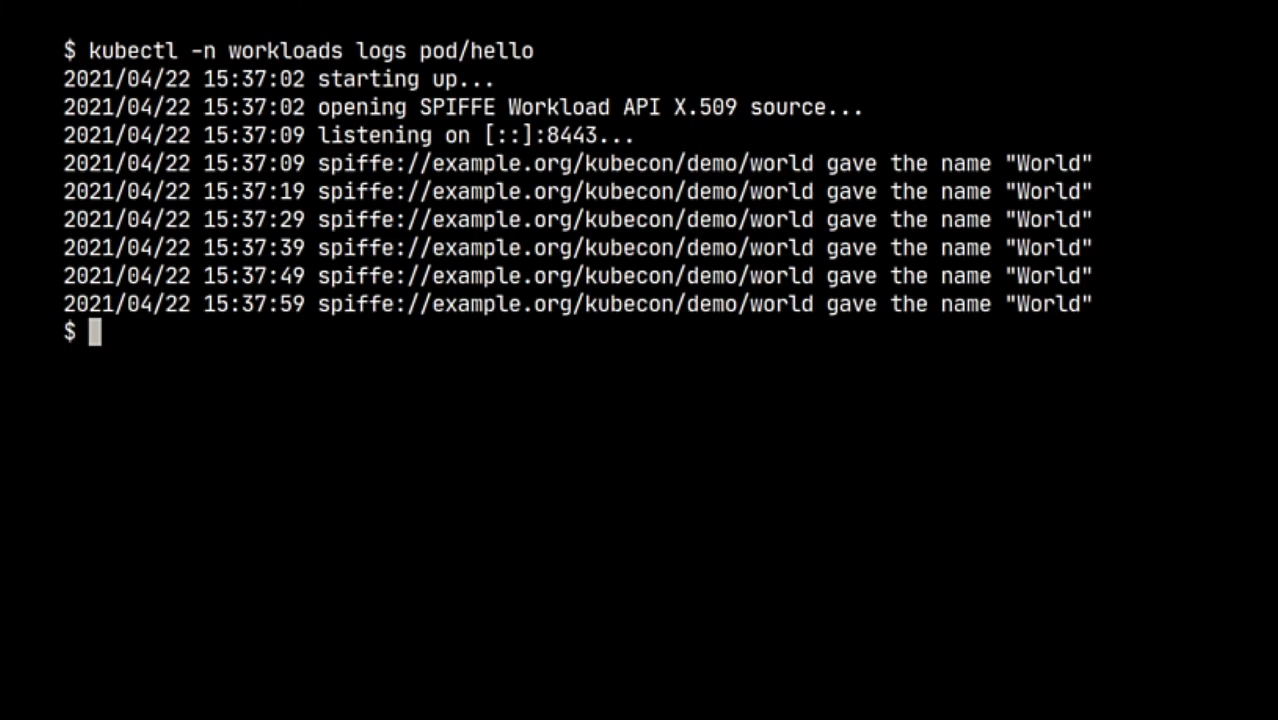 $ kubectl -n workloads logs pod/hello
2021/04/22 15:37:02 starting up...
2021/04/22 15:37:02 opening SPIFFE Workload API X.509 source...
2021/04/22 15:37:09 listening on [::]:8443...
2021/04/22 15:37:09 spiffe://example.org/kubecon/demo/world gave the name "World"
2021/04/22 15:37:19 spiffe://example.org/kubecon/demo/world gave the name "World"
2021/04/22 15:37:29 spiffe://example.org/kubecon/demo/world gave the name "World"
2021/04/22 15:37:39 spiffe://example.org/kubecon/demo/world gave the name "World"
2021/04/22 15:37:49 spiffe://example.org/kubecon/demo/world gave the name "World"
2021/04/22 15:37:59 spiffe://example.org/kubecon/demo/world gave the name "World"
$